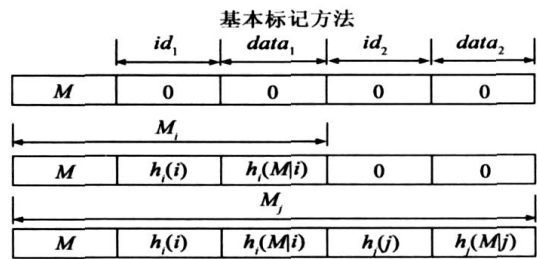 基本标记方法
id₁ data₁ id₂ data₂
M 0 0 0 0
Mᵢ
M hᵢ(i) hᵢ(M|i) 0 0
Mⱼ
M hᵢ(i) hᵢ(M|i) hⱼ(j) hⱼ(M|j)